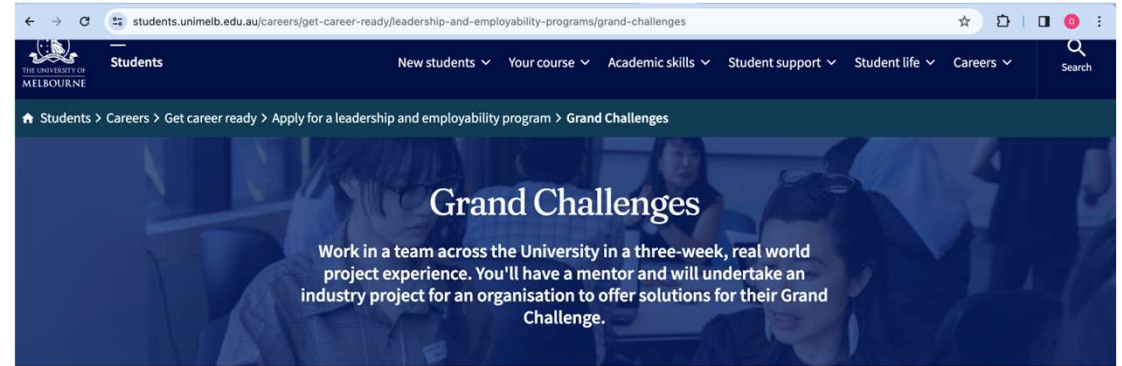 students.unimelb.edu.au/careers/get-career-ready/leadership-and-employability-programs/grand-challenges
THE UNIVERSITY OF
MELBOURNE
Students
New students
Your course
Academic skills
Student support
Student life
Careers
Search
Students > Careers > Get career ready > Apply for a leadership and employability program > Grand Challenges
Grand Challenges
Work in a team across the University in a three-week, real world
project experience. You'll have a mentor and will undertake an
industry project for an organisation to offer solutions for their Grand
Challenge.